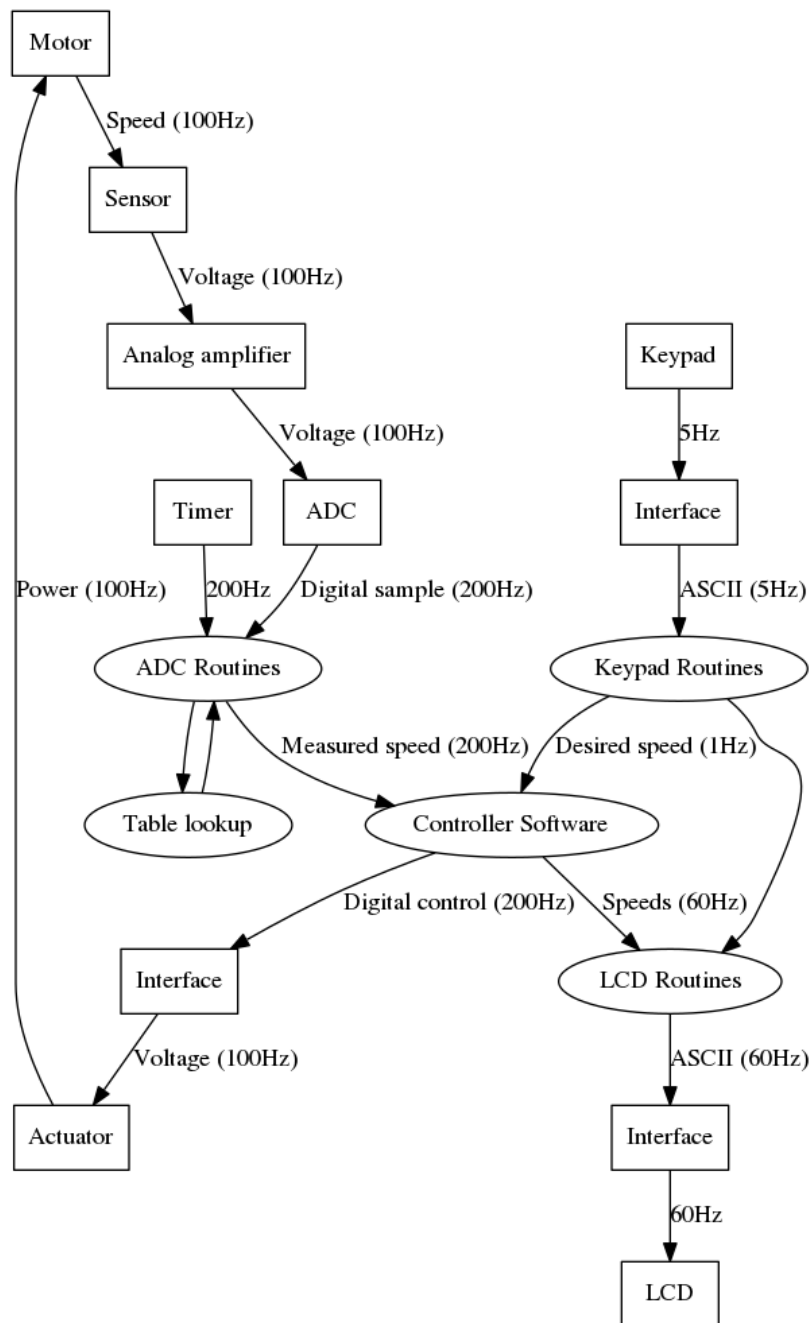 Motor
Speed (100Hz)
Sensor
Voltage (100Hz)
Analog amplifier
Keypad
Voltage (100Hz)
5Hz
Timer
ADC
Interface
Power (100Hz)
200Hz
Digital sample (200Hz)
ASCII (5Hz)
ADC Routines
Keypad Routines
Measured speed (200Hz)
Desired speed (1Hz)
Table lookup
Controller Software
Digital control (200Hz)
Speeds (60Hz)
Interface
LCD Routines
Voltage (100Hz)
ASCII (60Hz)
Actuator
Interface
60Hz
LCD